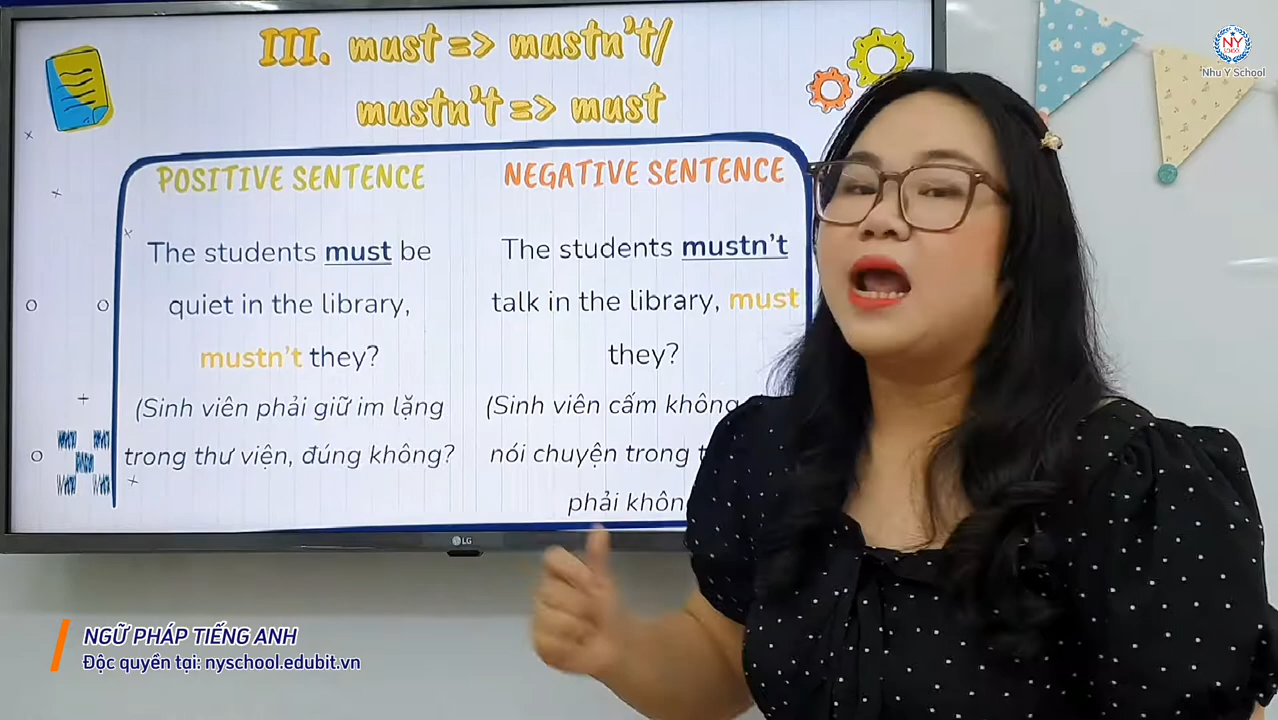 III. must => mustn't/
mustn't => must
POSITIVE SENTENCE
The students must be
quiet in the library,
mustn't they?
(Sinh viên phải giữ im lặng
trong thư viện, đúng không?
NEGATIVE SENTENCE
The students mustn't
talk in the library, must
they?
(Sinh viên cấm không
nói chuyện trong
phải
NY
SCHOOL
Nhu Y School
LG
NGỮ PHÁP TIẾNG ANH
Độc quyền tại: nyschool.edubit.vn